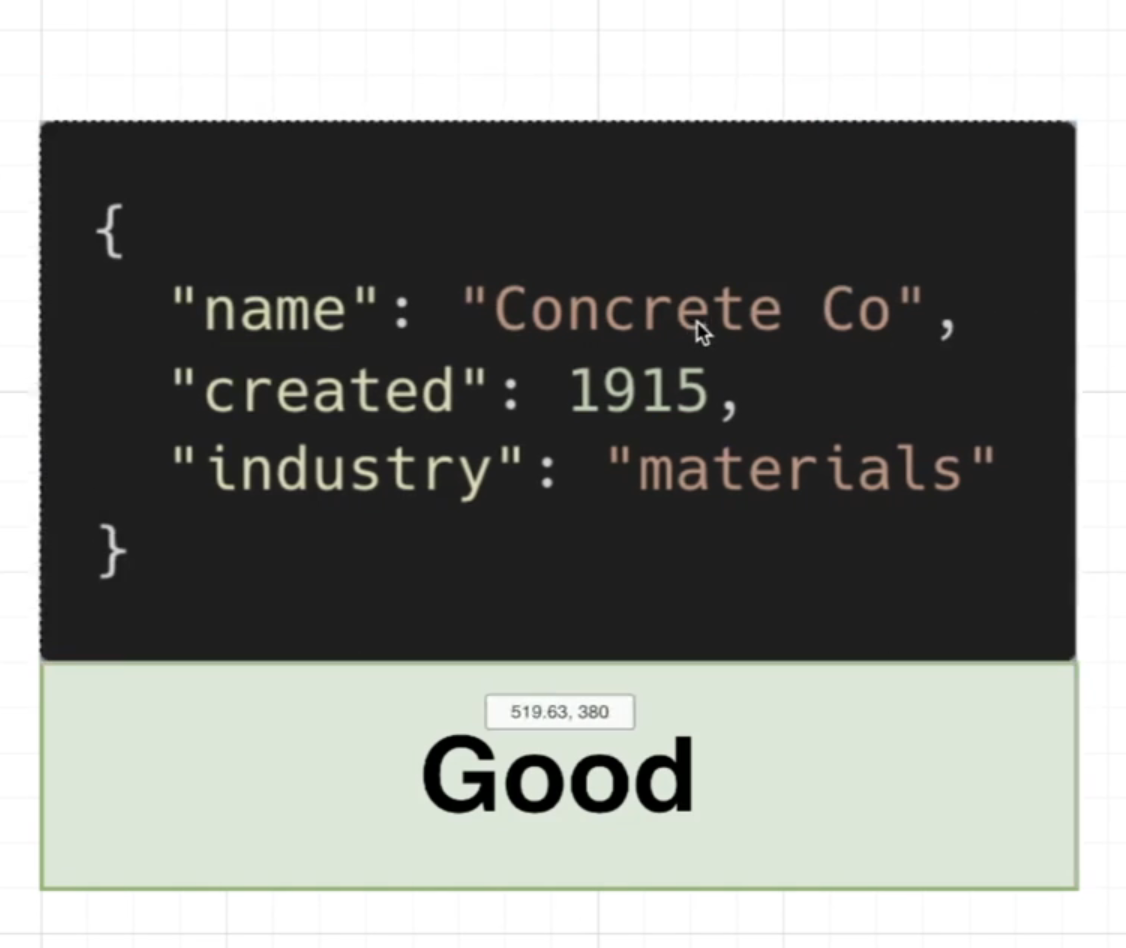 {
"name": "Concrete Co",
"created": 1915,
"industry": "materials"
}
519.63, 380
Good